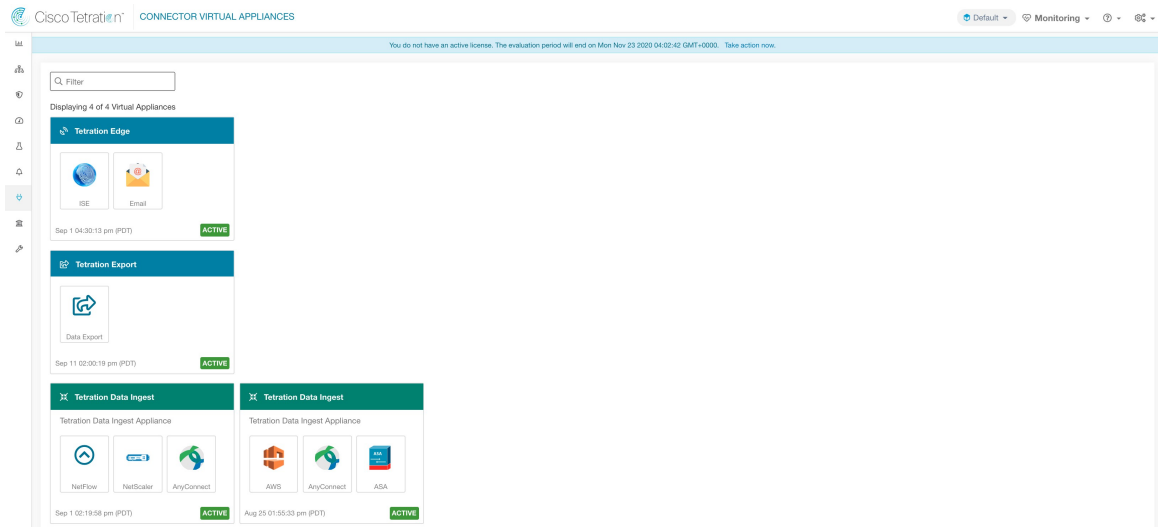 Cisco Tetration™ CONNECTOR VIRTUAL APPLIANCES
Default
Monitoring
You do not have an active license. The evaluation period will end on Mon Nov 23 2020 04:02:42 GMT+0000. Take action now.
Filter
Displaying 4 of 4 Virtual Appliances
Tetration Edge
ISE
Email
Sep 1 04:30:13 pm (PDT)
ACTIVE
Tetration Export
Data Export
Sep 11 02:00:19 pm (PDT)
ACTIVE
Tetration Data Ingest
Tetration Data Ingest Appliance
NetFlow
NetScaler
AnyConnect
Sep 1 02:19:58 pm (PDT)
ACTIVE
Tetration Data Ingest
Tetration Data Ingest Appliance
AWS
AnyConnect
ASA
ASA
Aug 25 01:55:33 pm (PDT)
ACTIVE